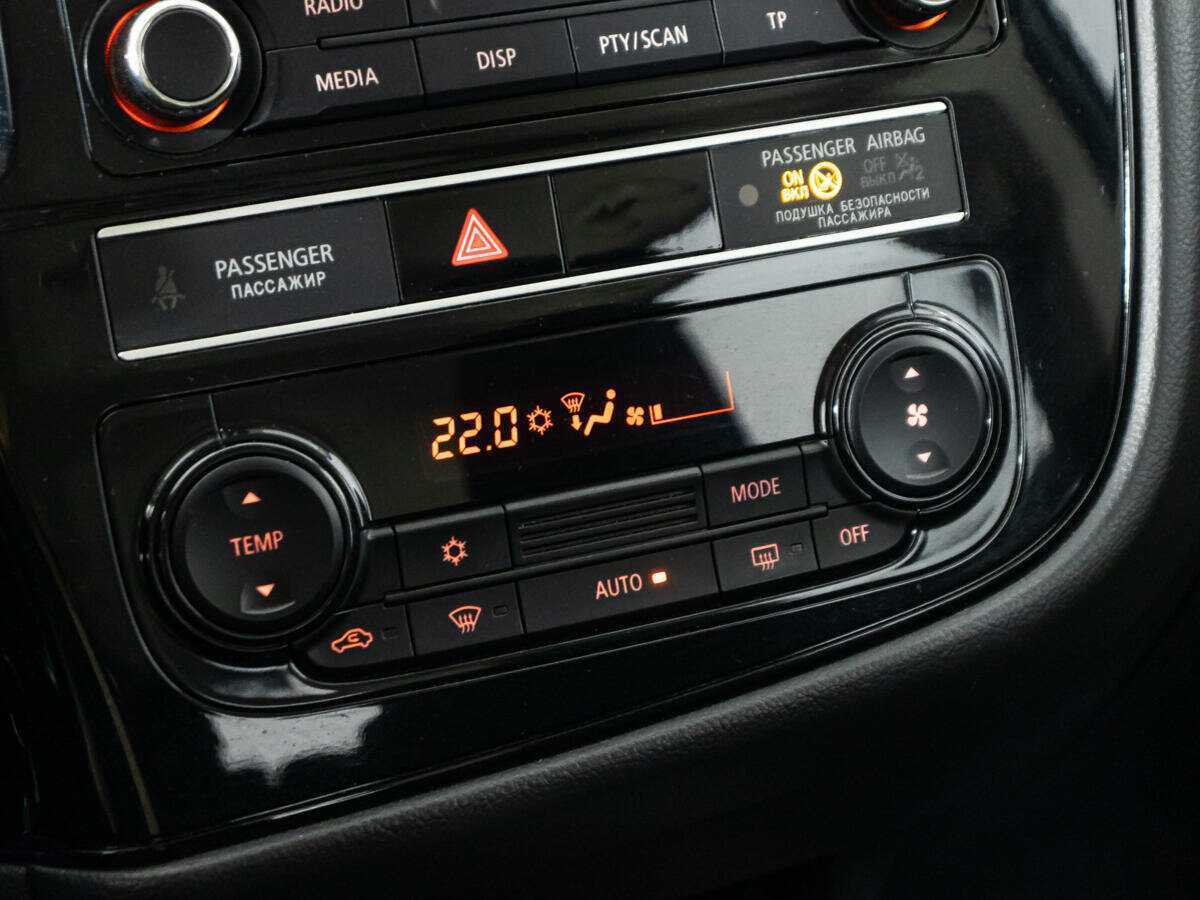 RADIO
MEDIA
DISP
PTY/SCAN
TP
PASSENGER AIRBAG
ON
ВКЛ
OFF
ВЫКЛ
2
ПОДУШКА БЕЗОПАСНОСТИ
ПАССАЖИРА
PASSENGER
ПАССАЖИР
22.0
TEMP
MODE
AUTO
OFF